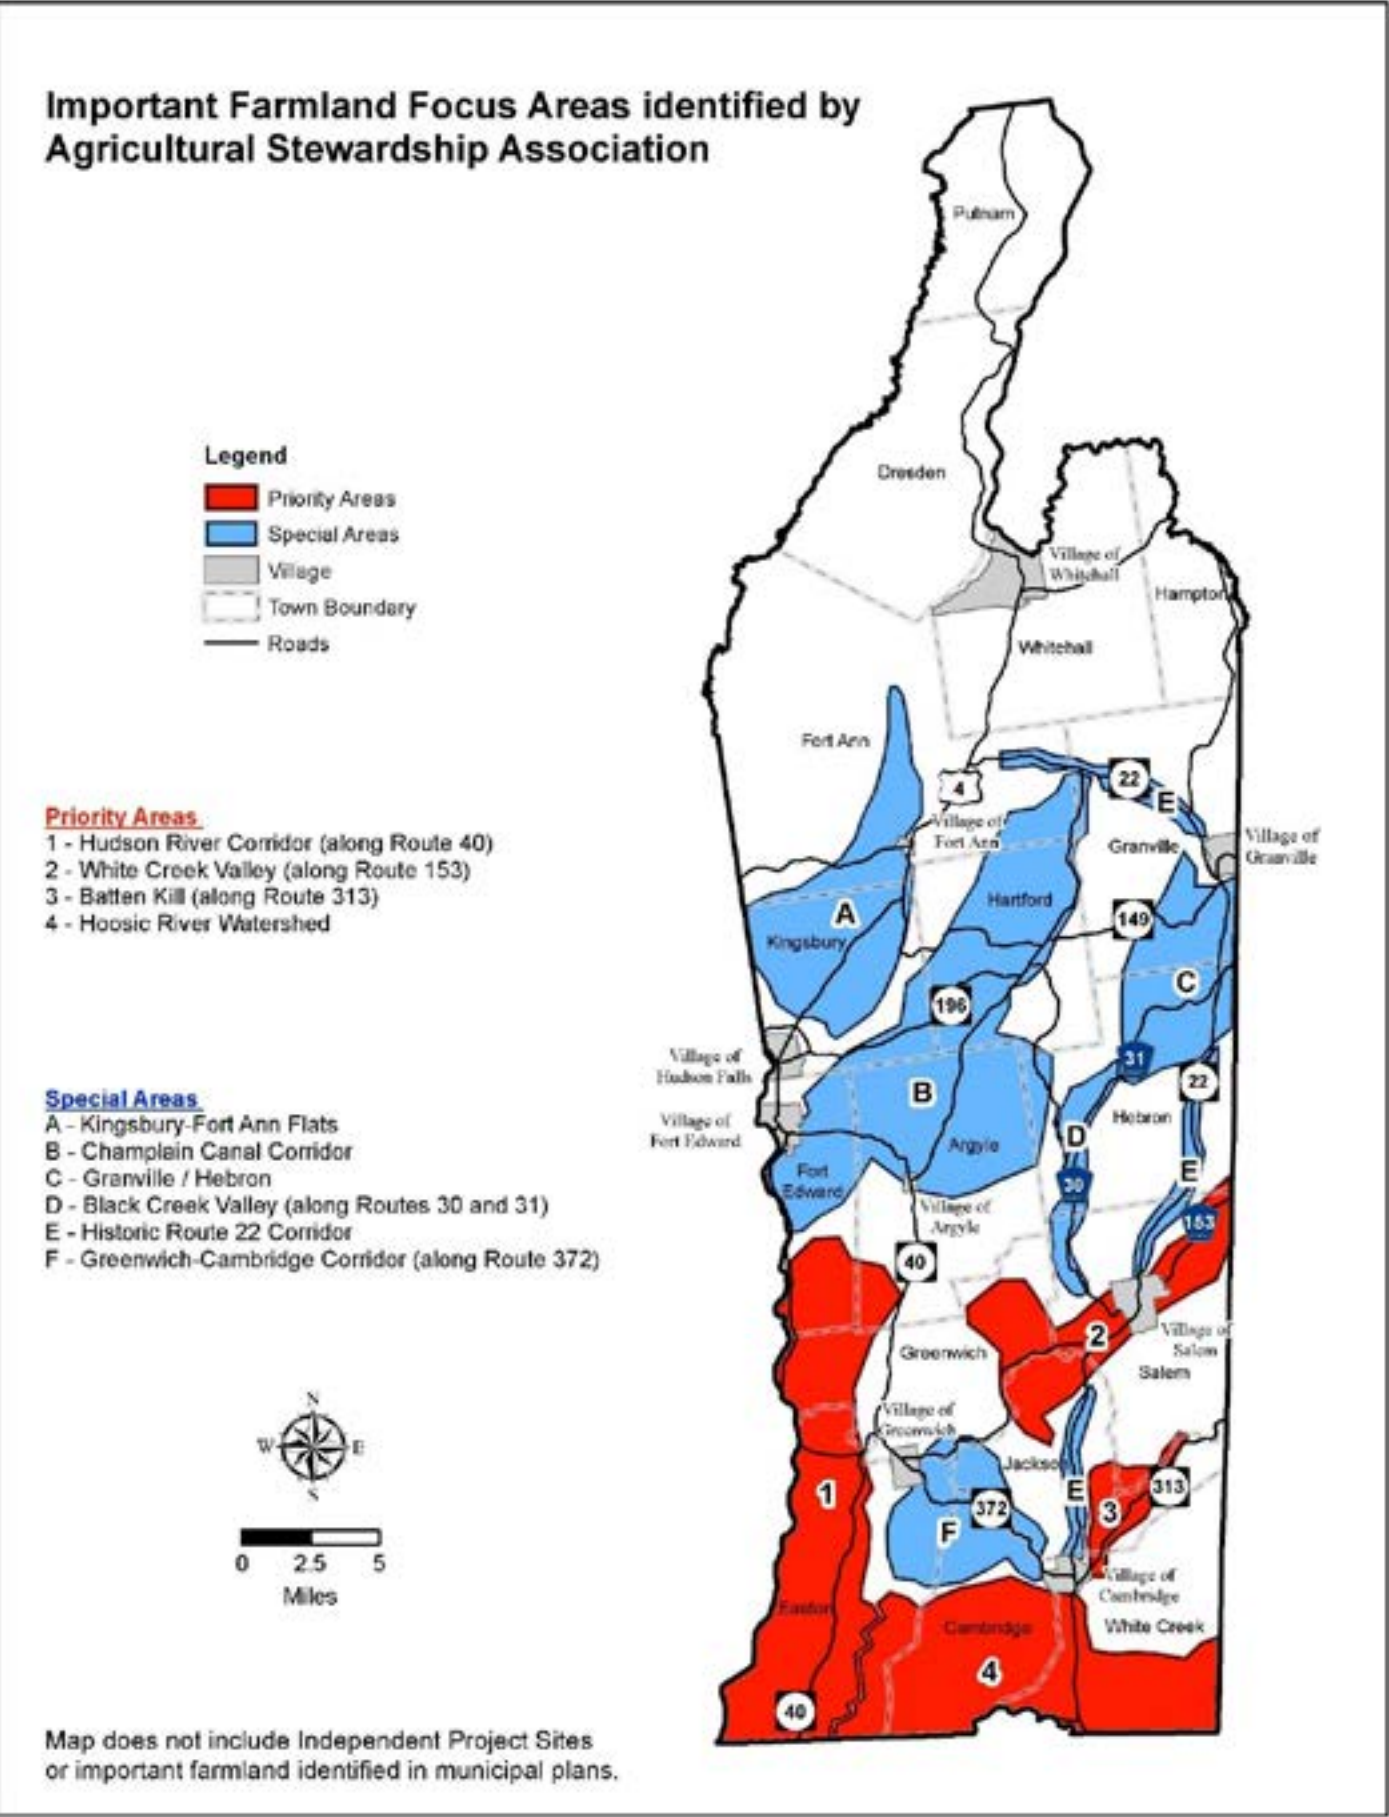 Important Farmland Focus Areas identified by
Agricultural Stewardship Association
Putnam
Dresden
Legend
Priority Areas
Special Areas
Village
Town Boundary
Roads
Village of
Whitehall
Hampton
Whitehall
Fort Ann
4
22
E
Village of
Fort Ann
Granville
Village of
Granville
Priority Areas
1 - Hudson River Corridor (along Route 40)
2 - White Creek Valley (along Route 153)
3 - Batten Kill (along Route 313)
4 - Hoosic River Watershed
Hartford
A
149
Kingsbury
C
196
Village of
Hudson Falls
31
22
B
Hebron
Village of
Fort Edward
D
Argyle
E
Fort
Edward
30
Village of
Argyle
153
Special Areas
A - Kingsbury-Fort Ann Flats
B - Champlain Canal Corridor
C - Granville / Hebron
D - Black Creek Valley (along Routes 30 and 31)
E - Historic Route 22 Corridor
F - Greenwich-Cambridge Corridor (along Route 372)
40
2
Village of
Salem
Greenwich
Salem
Village of
Greenwich
N
W
E
S
Jackson
1
E
313
372
3
F
0 2.5 5
Miles
Village of
Cambridge
Easton
Cambridge
White Creek
4
40
Map does not include Independent Project Sites
or important farmland identified in municipal plans.